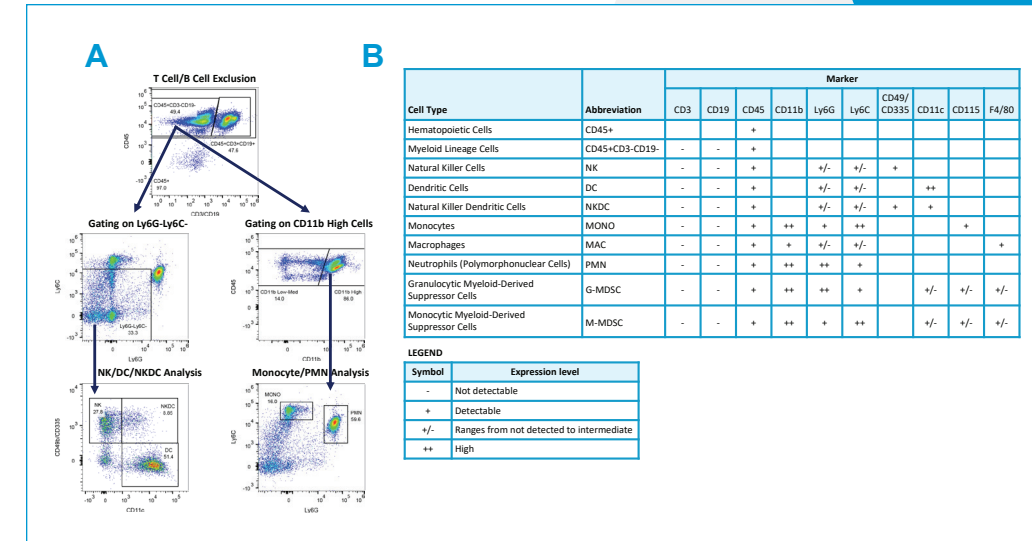 A
T Cell/B Cell Exclusion
CD45+CD3-CD19-
49.4
CD45+CD3+CD19+
47.6
CD45+
97.0
CD45
CD3/CD19
Gating on Ly6G-Ly6C-
Ly6G-Ly6C-
33.3
Ly6C
Ly6G
Gating on CD11b High Cells
CD11b Low-Med
14.0
CD11b High
86.0
CD45
CD11b
NK/DC/NKDC Analysis
NK
27.8
NKDC
DC
51.4
CD49b/CD335
CD11c
Monocyte/PMN Analysis
MONO
16.0
PMN
59.6
Ly6C
Ly6G
B
Marker
Cell Type Abbreviation CD3 CD19 CD45 CD11b Ly6G Ly6C CD49/CD335 CD11c CD115 F4/80
Hematopoietic Cells CD45+ +
Myeloid Lineage Cells CD45+CD3-CD19- - - +
Natural Killer Cells NK - - + +/- +/- +
Dendritic Cells DC - - + +/- +/- ++
Natural Killer Dendritic Cells NKDC - - + +/- +/- + +
Monocytes MONO - - + ++ + ++ +
Macrophages MAC - - + + +/- +/- +
Neutrophils (Polymorphonuclear Cells) PMN - - + ++ ++ +
Granulocytic Myeloid-Derived
Suppressor Cells G-MDSC - - + ++ ++ + +/- +/- +/-
Monocytic Myeloid-Derived
Suppressor Cells M-MDSC - - + ++ + ++ +/- +/- +/-
LEGEND
Symbol Expression level
- Not detectable
+ Detectable
+/- Ranges from not detected to intermediate
++ High